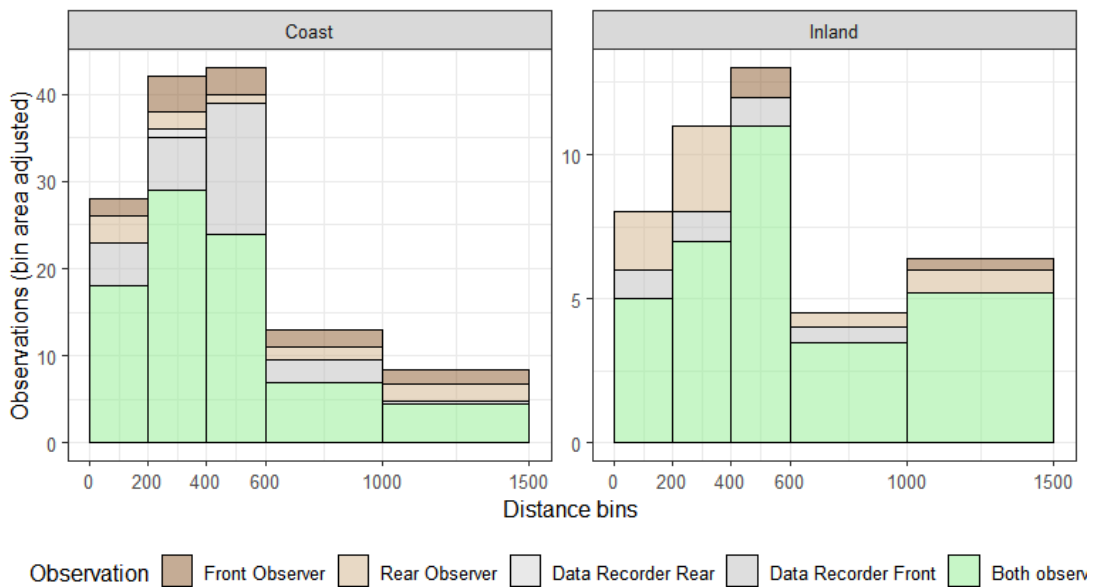 Coast Inland
Observations (bin area adjusted)
40
30
20
10
0
10
5
0
0 200 400 600 1000 1500 0 200 400 600 1000 1500
Distance bins
Observation Front Observer Rear Observer Data Recorder Rear Data Recorder Front Both observ